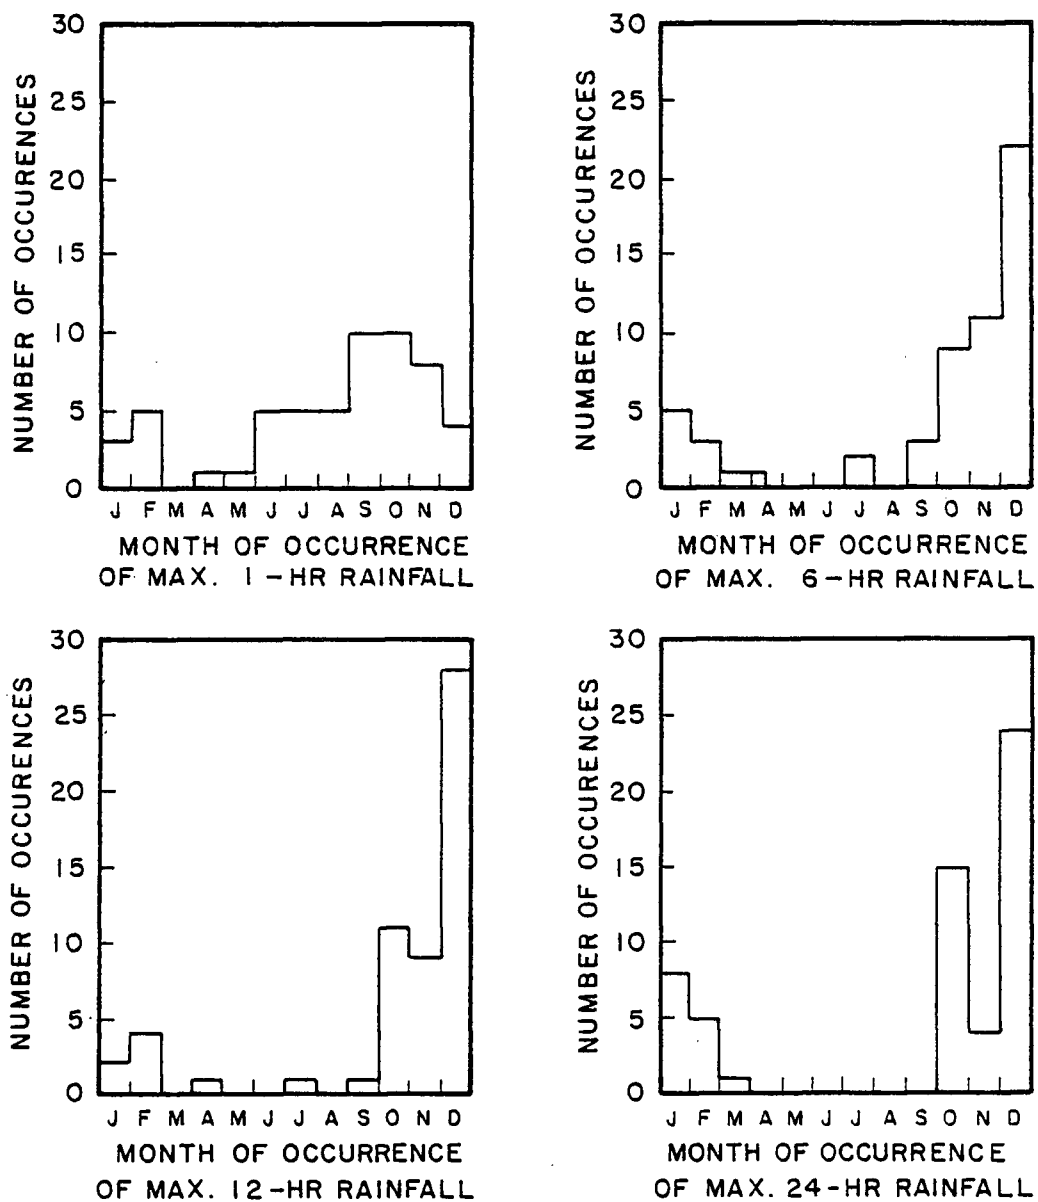 30
25
20
15
10
5
0
NUMBER OF OCCURENCES
J F M A M J J A S O N D
MONTH OF OCCURRENCE
OF MAX. 1-HR RAINFALL
30
25
20
15
10
5
0
NUMBER OF OCCURENCES
J F M A M J J A S O N D
MONTH OF OCCURRENCE
OF MAX. 6-HR RAINFALL
30
25
20
15
10
5
0
NUMBER OF OCCURENCES
J F M A M J J A S O N D
MONTH OF OCCURRENCE
OF MAX. 12-HR RAINFALL
30
25
20
15
10
5
0
NUMBER OF OCCURENCES
J F M A M J J A S O N D
MONTH OF OCCURRENCE
OF MAX. 24-HR RAINFALL